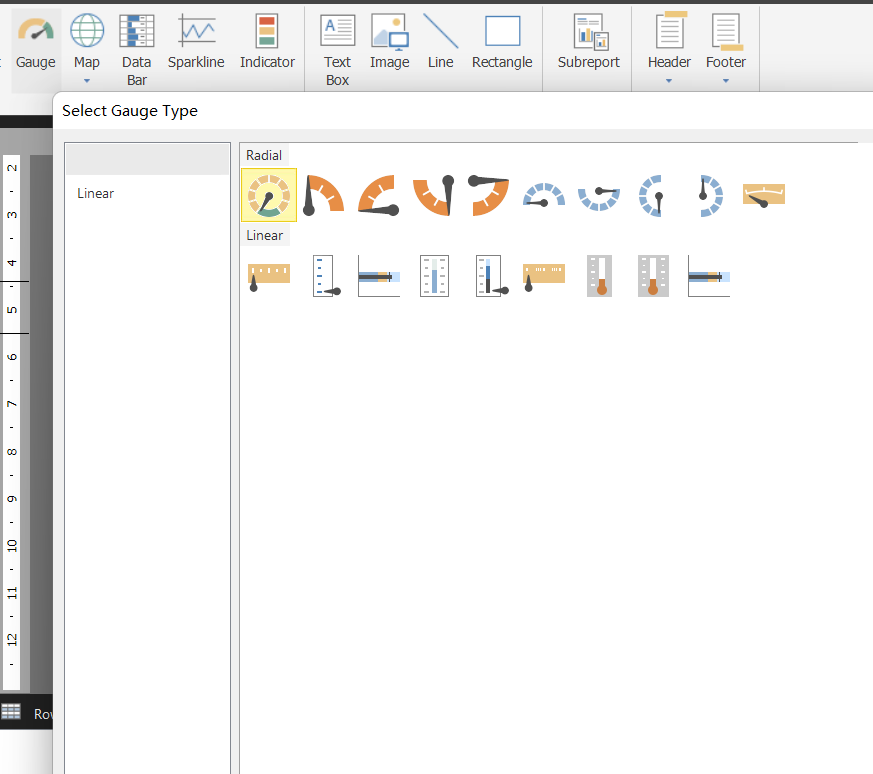 Gauge
Map
Data
Bar
Sparkline
Indicator
Text
Box
Image
Line
Rectangle
Subreport
Header
Footer
Select Gauge Type
Linear
Radial
Linear
2
3
4
5
6
7
8
9
10
11
12